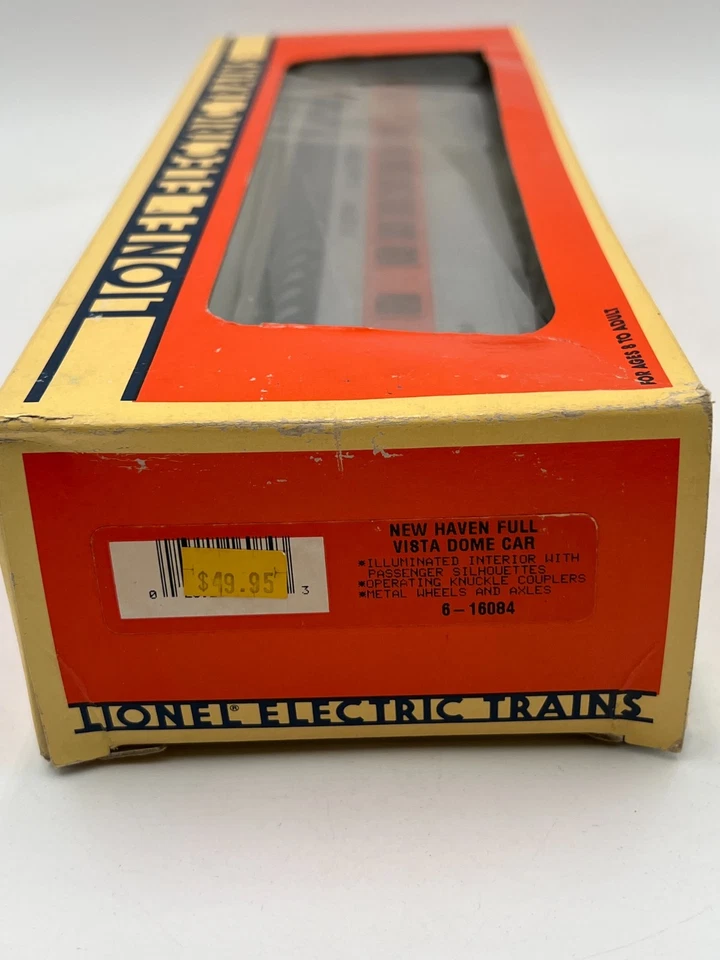 LIONEL ELECTRIC TRAINS
FOR AGES 8 TO ADULT
NEW HAVEN FULL
VISTA DOME CAR
▪ILLUMINATED INTERIOR WITH
PASSENGER SILHOUETTES
▪OPERATING KNUCKLE COUPLERS
▪METAL WHEELS AND AXLES
6-16084
$49.95
0 3
LIONEL® ELECTRIC TRAINS